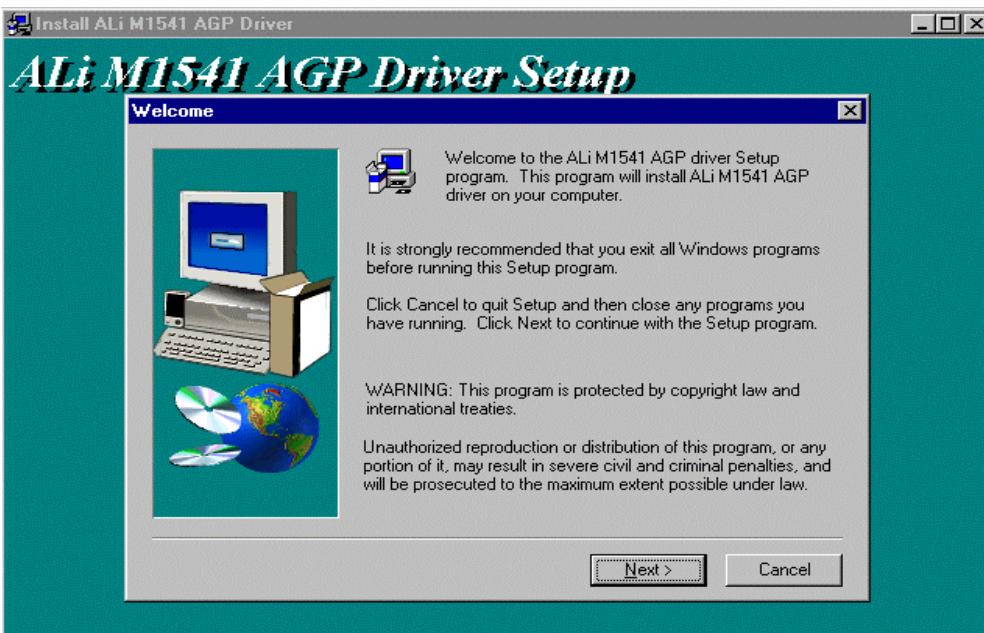 Install ALi M1541 AGP Driver
ALi M1541 AGP Driver Setup
Welcome
Welcome to the ALi M1541 AGP driver Setup
program. This program will install ALi M1541 AGP
driver on your computer.
It is strongly recommended that you exit all Windows programs
before running this Setup program.
Click Cancel to quit Setup and then close any programs you
have running. Click Next to continue with the Setup program.
WARNING: This program is protected by copyright law and
international treaties.
Unauthorized reproduction or distribution of this program, or any
portion of it, may result in severe civil and criminal penalties, and
will be prosecuted to the maximum extent possible under law.
Next > Cancel